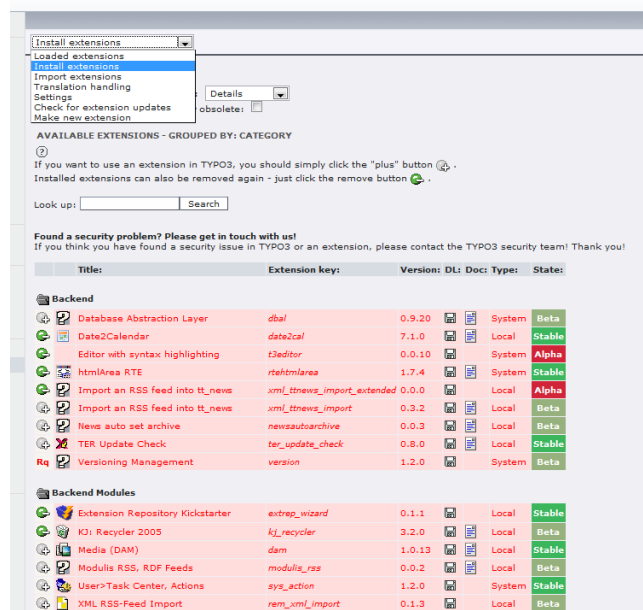 Install extensions
Loaded extensions
Install extensions
Import extensions
Translation handling
Settings
Check for extension updates
Make new extension
: Details
obsolete:
AVAILABLE EXTENSIONS - GROUPED BY: CATEGORY
If you want to use an extension in TYPO3, you should simply click the "plus" button .
Installed extensions can also be removed again - just click the remove button .
Look up: Search
Found a security problem? Please get in touch with us!
If you think you have found a security issue in TYPO3 or an extension, please contact the TYPO3 security team! Thank you!
Title: Extension key: Version: DL: Doc: Type: State:
Backend
Database Abstraction Layer dbal 0.9.20 System Beta
Date2Calendar date2cal 7.1.0 Local Stable
Editor with syntax highlighting t3editor 0.0.10 System Alpha
htmlArea RTE rtehtmlarea 1.7.4 System Stable
Import an RSS feed into tt_news xml_ttnews_import_extended 0.0.0 Local Alpha
Import an RSS feed into tt_news xml_ttnews_import 0.3.2 Local Beta
News auto set archive newsautoarchive 0.0.3 Local Beta
TER Update Check ter_update_check 0.8.0 Local Stable
Rq Versioning Management version 1.2.0 System Beta
Backend Modules
Extension Repository Kickstarter extrep_wizard 0.1.1 Local Stable
KJ: Recycler 2005 kj_recycler 3.2.0 Local Beta
Media (DAM) dam 1.0.13 Local Stable
Modulis RSS, RDF Feeds modulis_rss 0.0.2 Local Beta
User>Task Center, Actions sys_action 1.2.0 System Stable
XML RSS-Feed Import rem_xml_import 0.1.3 Local Beta